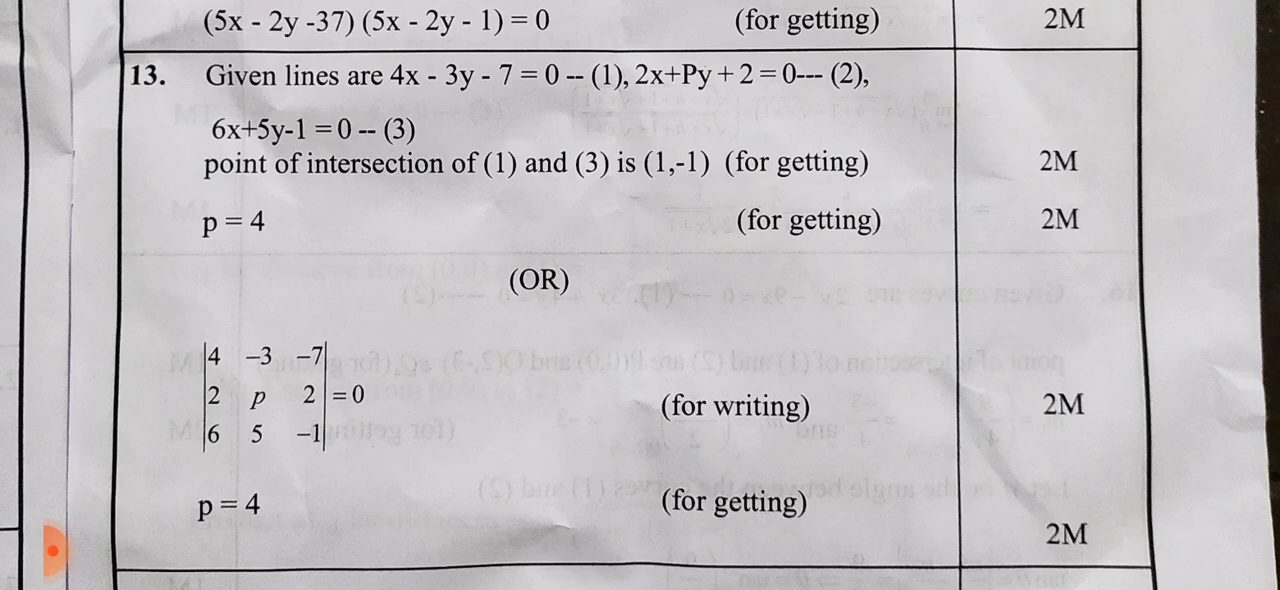 (5x - 2y -37) (5x - 2y - 1) = 0 (for getting) 2M
13. Given lines are 4x - 3y - 7 = 0 -- (1), 2x+Py + 2 = 0--- (2),
6x+5y-1 = 0 -- (3)
point of intersection of (1) and (3) is (1,-1) (for getting) 2M
p = 4 (for getting) 2M
(OR)
|4 -3 -7|
|2 p 2| = 0 (for writing) 2M
|6 5 -1|
p = 4 (for getting)
2M